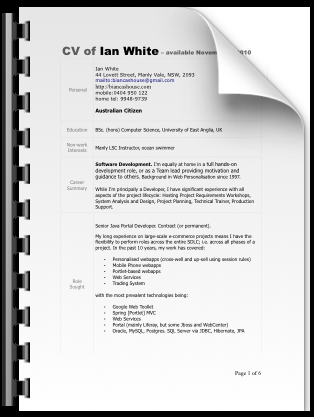 CV of Ian White – available Novem 010
Ian White
44 Lovett Street, Manly Vale, NSW, 2093
mailto:biancashouse@gmail.com
http://biancashouse.com
Personal
mobile:0404 950 122
home tel: 9948-9739
Australian Citizen
Education BSc. (hons) Computer Science, University of East Anglia, UK
Non-work
Interests
Manly LSC Instructor, ocean swimmer
Software Development. I'm equally at home in a full hands-on
development role, or as a Team lead providing motivation and
guidance to others. Background in Web Personalisation since 1997.
Career
Summary
While I'm principally a Developer, I have significant experience with all
aspects of the project lifecycle: Hosting Project Requirements Workshops,
System Analysis and Design, Project Planning, Technical Trainer, Production
Support.
Senior Java Portal Developer. Contract (or permanent).
My long experience on large-scale e-commerce projects means I have the
flexibility to perform roles across the entire SDLC; i.e. across all phases of a
project. In the past 10 years, my work has covered:
- Personalised webapps (cross-well and up-sell using session rules)
- Mobile Phone webapps
- Portlet-based webapps
- Web Services
- Trading System
Role
Sought
with the most prevalent technologies being:
- Google Web Toolkit
- Spring (Portlet) MVC
- Web Services
- Portal (mainly Liferay, but some Jboss and WebCenter)
- Oracle, MySQL, Postgres. SQL Server via JDBC, Hibernate, JPA
Page 1 of 6